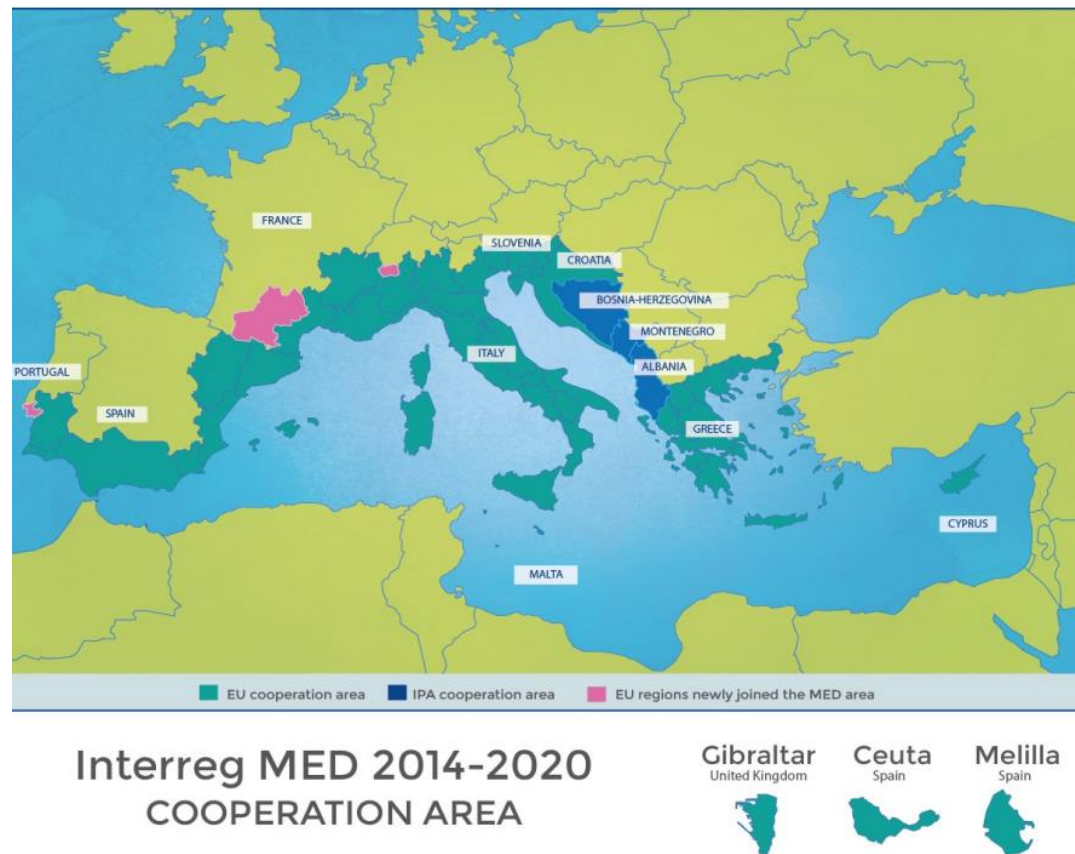 FRANCE
SLOVENIA
CROATIA
BOSNIA-HERZEGOVINA
MONTENEGRO
ITALY
ALBANIA
PORTUGAL
SPAIN
GREECE
CYPRUS
MALTA
EU cooperation area IPA cooperation area EU regions newly joined the MED area
Interreg MED 2014-2020
COOPERATION AREA
Gibraltar
United Kingdom
Ceuta
Spain
Melilla
Spain